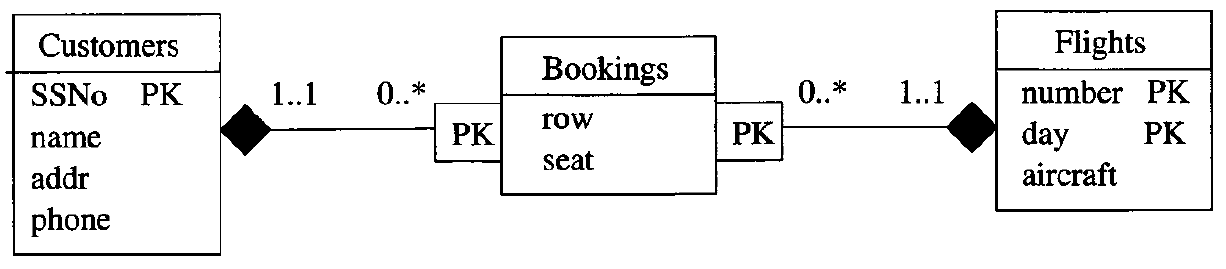 Customers
SSNo PK
name
addr
phone
1..1
0..*
PK
Bookings
row
seat
PK
0..*
1..1
Flights
number PK
day PK
aircraft